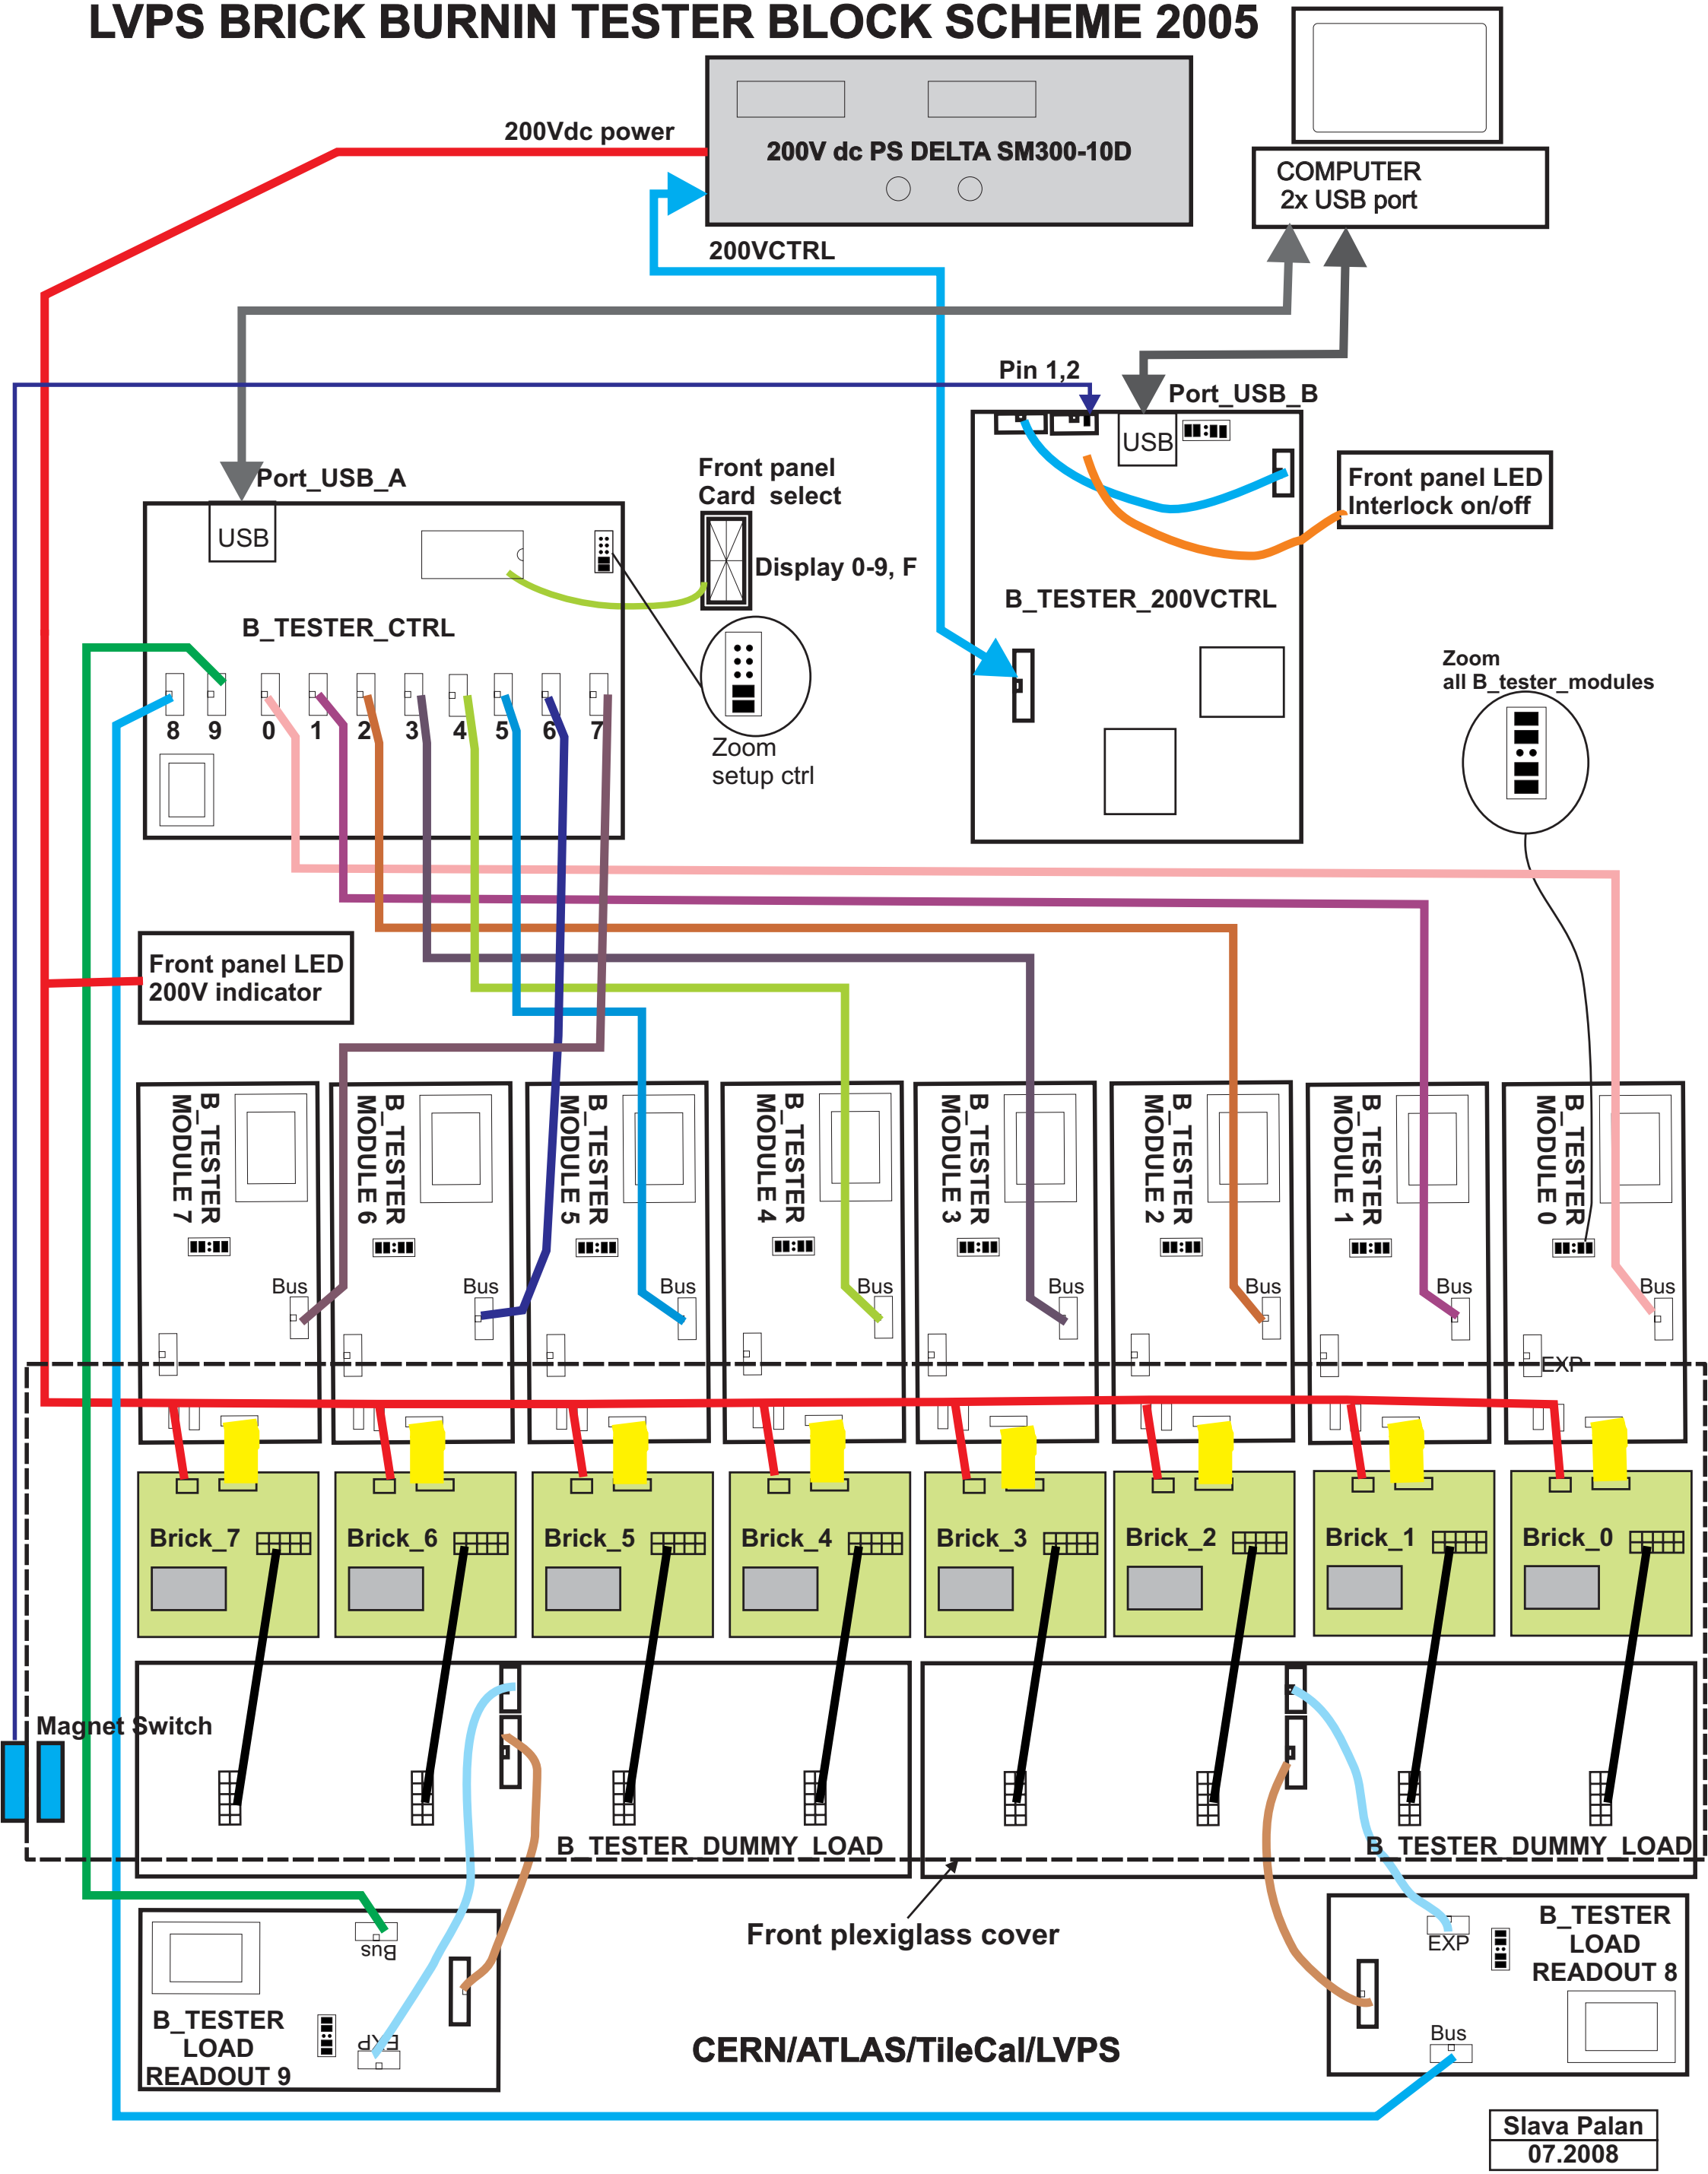 LVPS BRICK BURNIN TESTER BLOCK SCHEME 2005
200Vdc power
200V dc PS DELTA SM300-10D
COMPUTER
2x USB port
200VCTRL
Pin 1,2
Port_USB_B
USB
Port_USB_A
USB
Front panel
Card select
Display 0-9, F
Front panel LED
Interlock on/off
B_TESTER_CTRL
B_TESTER_200VCTRL
8 9 0 1 2 3 4 5 6 7
Zoom
setup ctrl
Zoom
all B_tester_modules
Front panel LED
200V indicator
B_TESTER
MODULE 7
B_TESTER
MODULE 6
B_TESTER
MODULE 5
B_TESTER
MODULE 4
B_TESTER
MODULE 3
B_TESTER
MODULE 2
B_TESTER
MODULE 1
B_TESTER
MODULE 0
Bus Bus Bus Bus Bus Bus Bus Bus
EXP
Brick_7 Brick_6 Brick_5 Brick_4 Brick_3 Brick_2 Brick_1 Brick_0
Magnet Switch
B_TESTER_DUMMY_LOAD
B_TESTER_DUMMY_LOAD
Front plexiglass cover
Bus
EXP
B_TESTER
LOAD
READOUT 9
EXP
B_TESTER
LOAD
READOUT 8
Bus
CERN/ATLAS/TileCal/LVPS
Slava Palan
07.2008